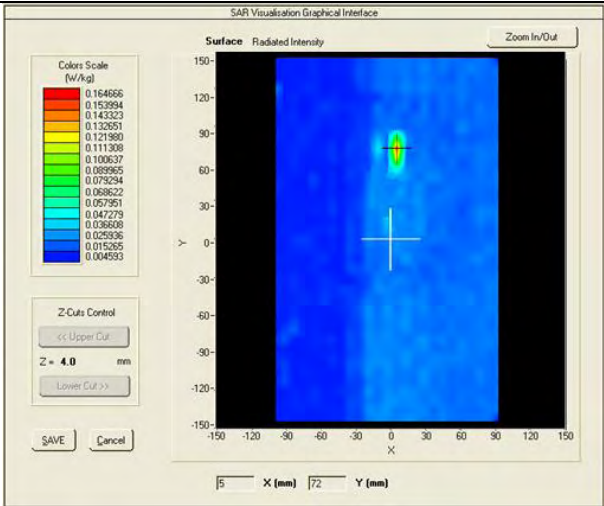 SAR Visualisation Graphical Interface
Surface Radiated Intensity
Zoom In/Out
Colors Scale
(W/kg)
0.164666
0.153994
0.143323
0.132651
0.121980
0.111308
0.100637
0.089965
0.079294
0.068622
0.057951
0.047279
0.036608
0.025936
0.015265
0.004593
Z-Cuts Control
<< Upper Cut
Z = 4.0 mm
Lower Cut >>
SAVE Cancel
150-
120-
90-
60-
30-
0-
-30-
-60-
-90-
-120-
-150-
Y
-150 -120 -90 -60 -30 0 30 60 90 120 150
X
5 X (mm) 72 Y (mm)